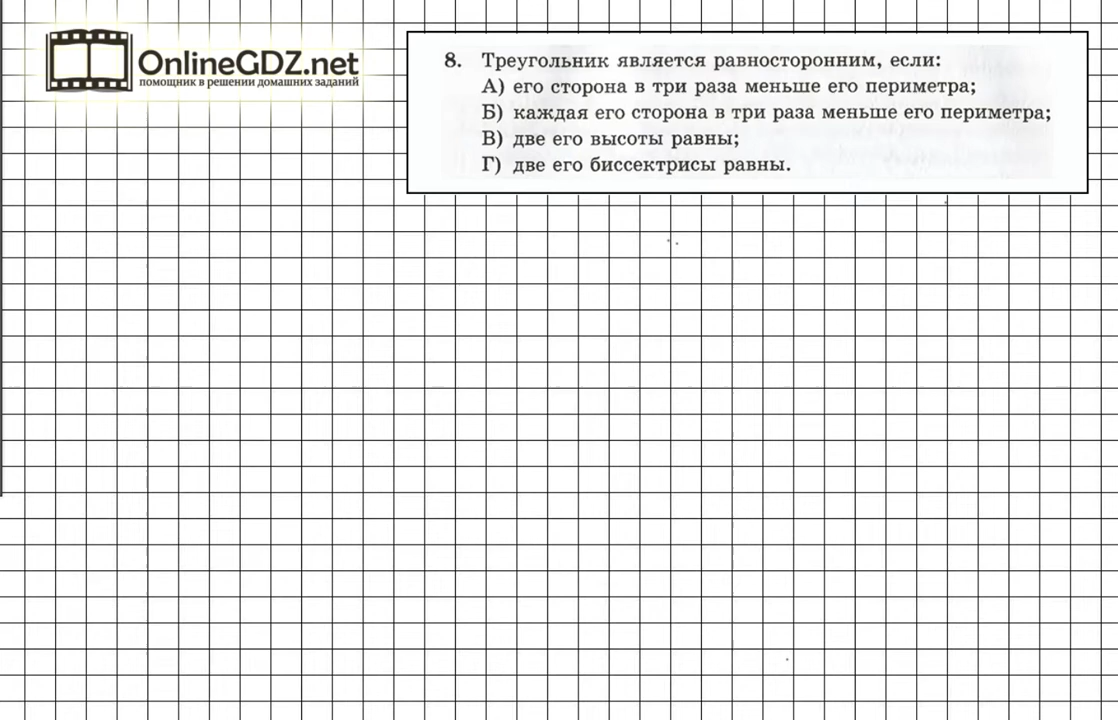 OnlineGDZ.net
помощник в решении домашних заданий
8. Треугольник является равносторонним, если:
А) его сторона в три раза меньше его периметра;
Б) каждая его сторона в три раза меньше его периметра;
В) две его высоты равны;
Г) две его биссектрисы равны.